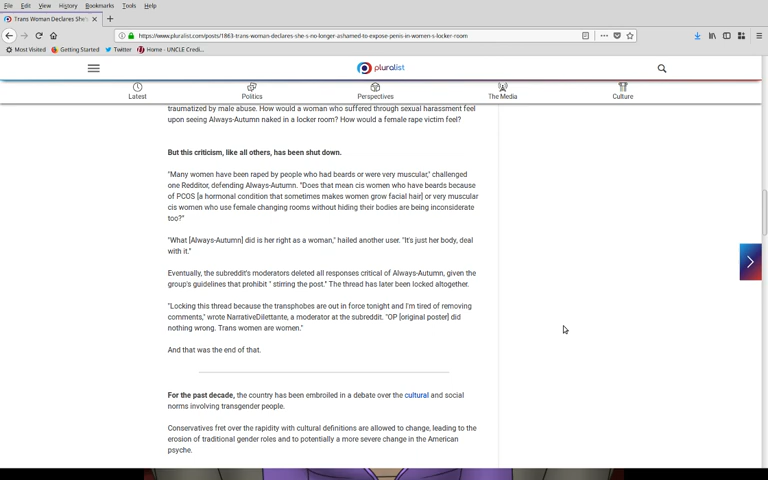 File Edit View History Bookmarks Tools Help
Trans Woman Declares She's
https://www.pluralist.com/posts/1863-trans-woman-declares-she-s-no-longer-ashamed-to-expose-penis-in-women-s-locker-room
Most Visited Getting Started Twitter Home - UNCLE Credi...
pluralist
Latest Politics Perspectives The Media Culture
traumatized by male abuse. How would a woman who suffered through sexual harassment feel
upon seeing Always-Autumn naked in a locker room? How would a female rape victim feel?
But this criticism, like all others, has been shut down.
"Many women have been raped by people who had beards or were very muscular," challenged
one Redditor, defending Always-Autumn. "Does that mean cis women who have beards because
of PCOS [a hormonal condition that sometimes makes women grow facial hair] or very muscular
cis women who use female changing rooms without hiding their bodies are being inconsiderate
too?"
"What [Always-Autumn] did is her right as a woman," hailed another user. "It's just her body, deal
with it."
Eventually, the subreddit's moderators deleted all responses critical of Always-Autumn, given the
group's guidelines that prohibit " stirring the post." The thread has later been locked altogether.
"Locking this thread because the transphobes are out in force tonight and I'm tired of removing
comments," wrote NarrativeDilettante, a moderator at the subreddit. "OP [original poster] did
nothing wrong. Trans women are women."
And that was the end of that.
For the past decade, the country has been embroiled in a debate over the cultural and social
norms involving transgender people.
Conservatives fret over the rapidity with cultural definitions are allowed to change, leading to the
erosion of traditional gender roles and to potentially a more severe change in the American
psyche.